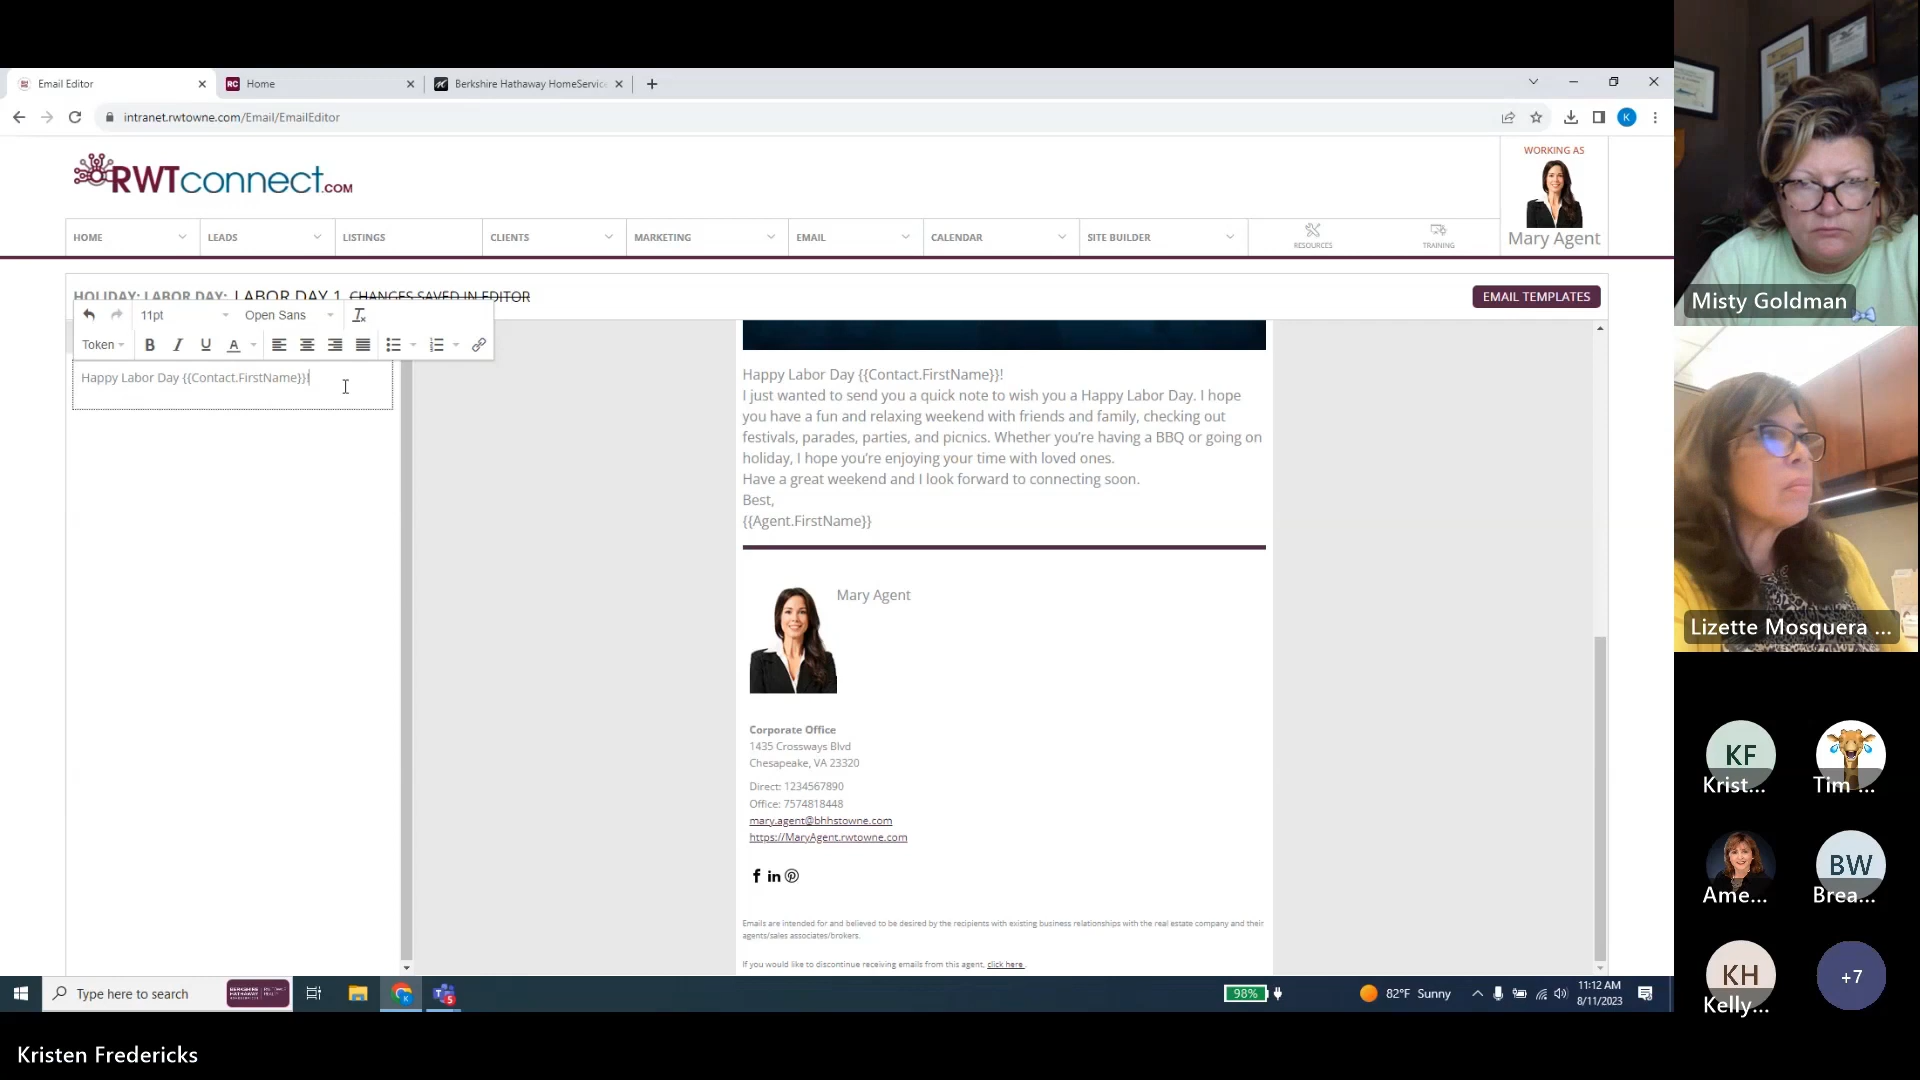 Email Editor
Home
Berkshire Hathaway HomeServic
intranet.rwtowne.com/Email/EmailEditor
K
RWTconnect.COM
WORKING AS
Mary Agent
HOME
LEADS
LISTINGS
CLIENTS
MARKETING
EMAIL
CALENDAR
SITE BUILDER
RESOURCES
TRAINING
HOLIDAY: LABOR DAY: LABOR DAY 1 CHANGES SAVED IN EDITOR
EMAIL TEMPLATES
11pt
Open Sans
Token
B I U A
Happy Labor Day {{Contact.FirstName}}!
Happy Labor Day {{Contact.FirstName}}!
I just wanted to send you a quick note to wish you a Happy Labor Day. I hope
you have a fun and relaxing weekend with friends and family, checking out
festivals, parades, parties, and picnics. Whether you're having a BBQ or going on
holiday, I hope you're enjoying your time with loved ones.
Have a great weekend and I look forward to connecting soon.
Best,
{{Agent.FirstName}}
Mary Agent
Corporate Office
1435 Crossways Blvd
Chesapeake, VA 23320
Direct: 1234567890
Office: 7574818448
mary.agent@bhhstowne.com
https://MaryAgent.rwtowne.com
Emails are intended for and believed to be desired by the recipients with existing business relationships with the real estate company and their
agents/sales associates/brokers.
If you would like to discontinue receiving emails from this agent, click here.
Type here to search
98%
82°F Sunny
11:12 AM
8/11/2023
Misty Goldman
Lizette Mosquera ...
KF
Krist...
Tim ...
Ame...
BW
Brea...
KH
Kelly...
+7
Kristen Fredericks